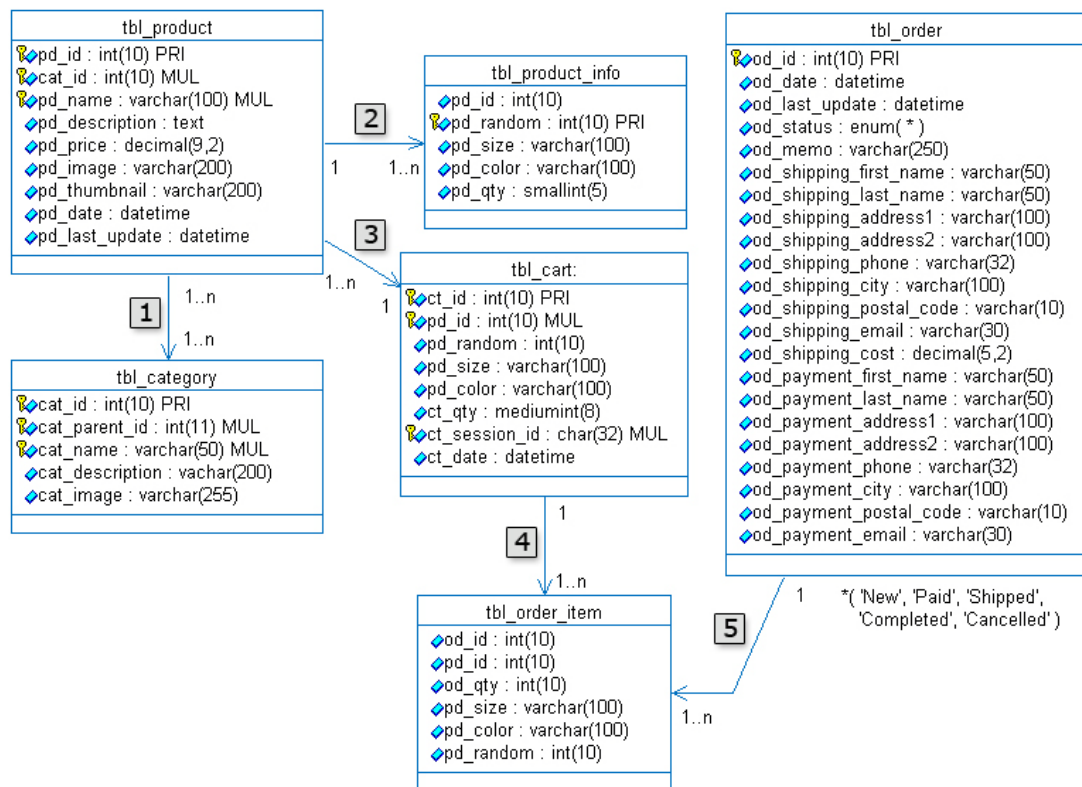 tbl_product
pd_id : int(10) PRI
cat_id : int(10) MUL
pd_name : varchar(100) MUL
pd_description : text
pd_price : decimal(9,2)
pd_image : varchar(200)
pd_thumbnail : varchar(200)
pd_date : datetime
pd_last_update : datetime
2
1
1..n
tbl_product_info
pd_id : int(10)
pd_random : int(10) PRI
pd_size : varchar(100)
pd_color : varchar(100)
pd_qty : smallint(5)
3
1..n
1
1
1..n
1..n
tbl_category
cat_id : int(10) PRI
cat_parent_id : int(11) MUL
cat_name : varchar(50) MUL
cat_description : vachar(200)
cat_image : varchar(255)
tbl_cart:
ct_id : int(10) PRI
pd_id : int(10) MUL
pd_random : int(10)
pd_size : varchar(100)
pd_color : varchar(100)
ct_qty : mediumint(8)
ct_session_id : char(32) MUL
ct_date : datetime
4
1
1..n
tbl_order_item
od_id : int(10)
pd_id : int(10)
od_qty : int(10)
pd_size : varchar(100)
pd_color : varchar(100)
pd_random : int(10)
tbl_order
od_id : int(10) PRI
od_date : datetime
od_last_update : datetime
od_status : enum( * )
od_memo : varchar(250)
od_shipping_first_name : varchar(50)
od_shipping_last_name : varchar(50)
od_shipping_address1 : varchar(100)
od_shipping_address2 : varchar(100)
od_shipping_phone : varchar(32)
od_shipping_city : varchar(100)
od_shipping_postal_code : varchar(10)
od_shipping_email : varchar(30)
od_shipping_cost : decimal(5,2)
od_payment_first_name : varchar(50)
od_payment_last_name : varchar(50)
od_payment_address1 : varchar(100)
od_payment_address2 : varchar(100)
od_payment_phone : varchar(32)
od_payment_city : varchar(100)
od_payment_postal_code : varchar(10)
od_payment_email : varchar(30)
1
*( 'New', 'Paid', 'Shipped',
'Completed', 'Cancelled' )
5
1..n